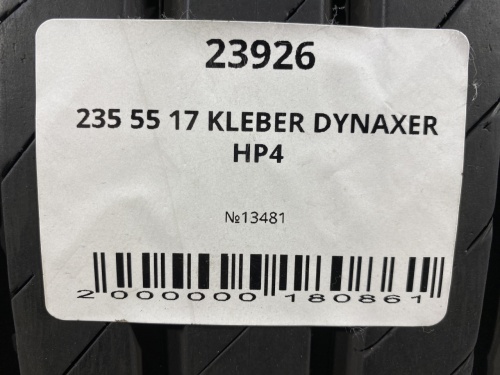 23926
235 55 17 KLEBER DYNAXER
HP4
№13481
2 000000 180861